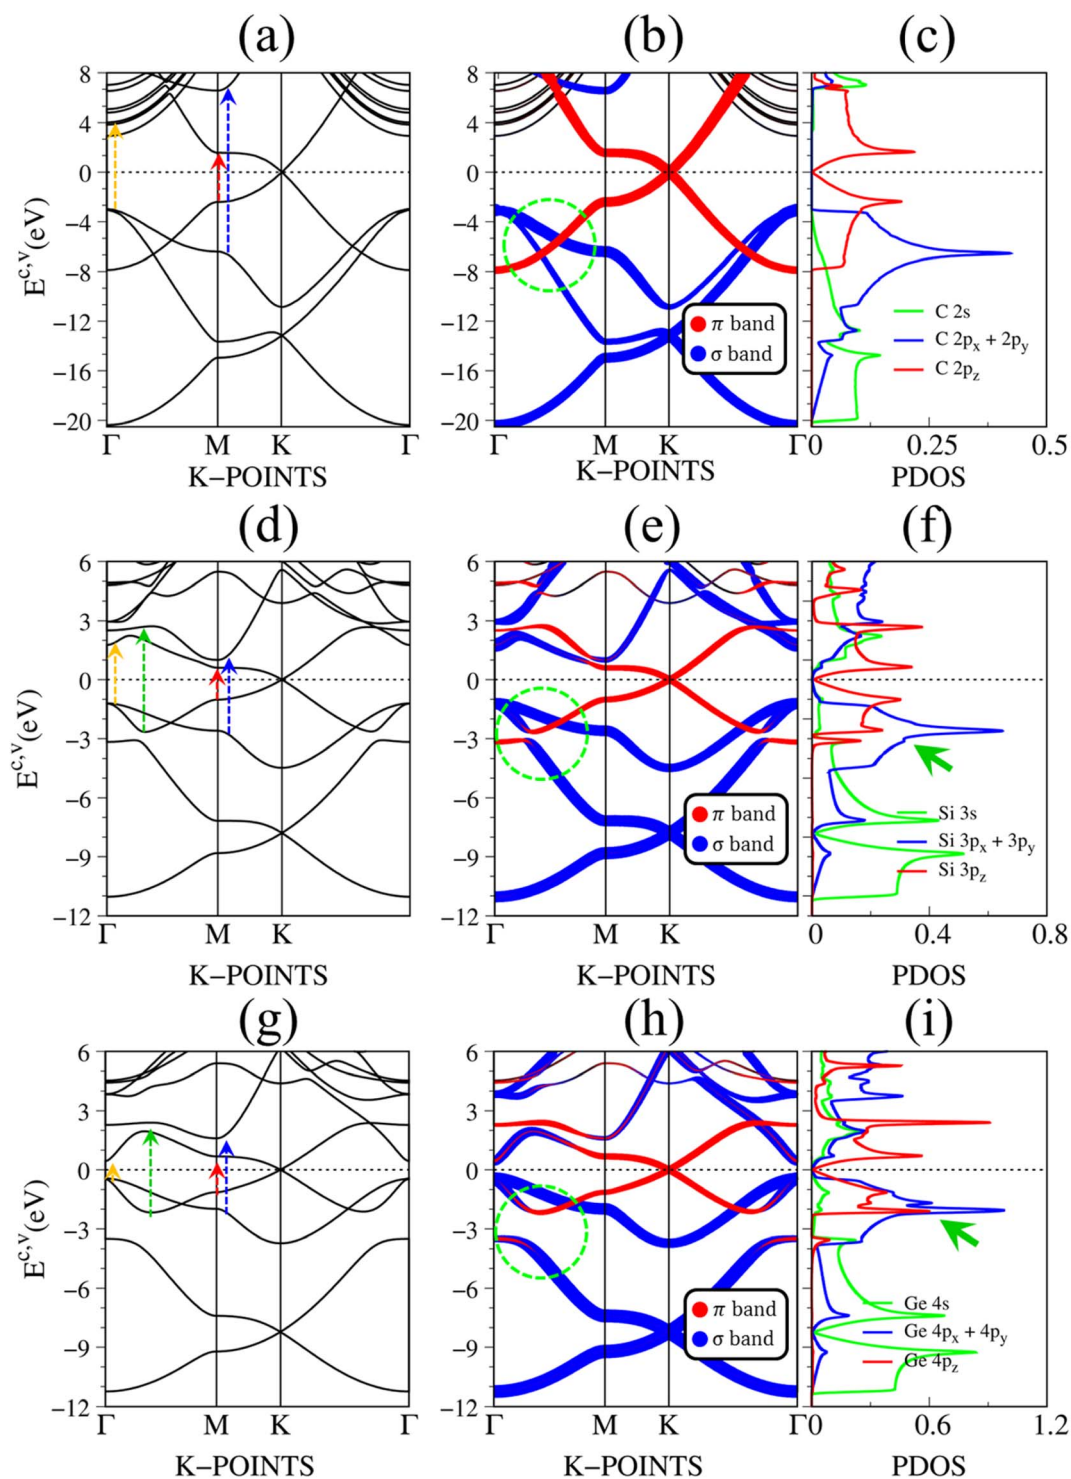 (a) (b) (c)
8
4
0
−4
−8
−12
−16
−20
E^c,v(eV)
Γ M K Γ
K−POINTS
π band
σ band
Γ M K Γ
K−POINTS
C 2s
C 2p_x + 2p_y
C 2p_z
0 0.25 0.5
PDOS
(d) (e) (f)
6
3
0
−3
−6
−9
−12
E^c,v(eV)
Γ M K
K−POINTS
π band
σ band
Γ M K Γ
K−POINTS
Si 3s
Si 3p_x + 3p_y
Si 3p_z
0 0.4 0.8
PDOS
(g) (h) (i)
6
3
0
−3
−6
−9
−12
E^c,v(eV)
Γ M K Γ
K−POINTS
π band
σ band
Γ M K Γ
K−POINTS
Ge 4s
Ge 4p_x + 4p_y
Ge 4p_z
0 0.6 1.2
PDOS